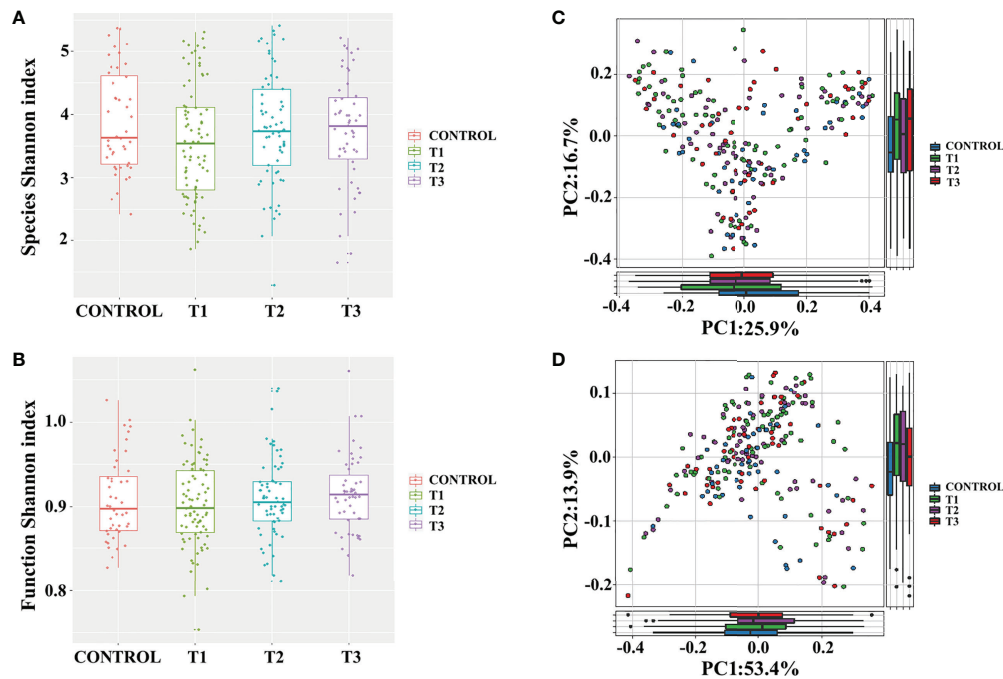 A
Species Shannon index
5
4
3
2
CONTROL
T1
T2
T3
CONTROL
T1
T2
T3
B
Function Shannon index
1.0
0.9
0.8
CONTROL
T1
T2
T3
CONTROL
T1
T2
T3
C
PC2:16.7%
0.2
0.0
-0.2
-0.4
-0.4
-0.2
0.0
0.2
0.4
PC1:25.9%
CONTROL
T1
T2
T3
D
PC2:13.9%
0.1
0.0
-0.1
-0.2
-0.4
-0.2
0.0
0.2
PC1:53.4%
CONTROL
T1
T2
T3